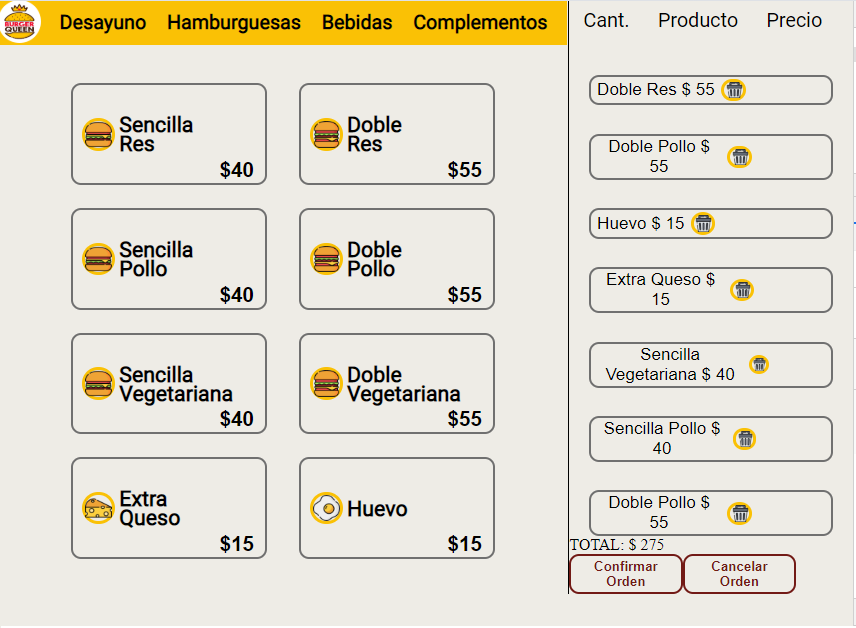 BURGER
QUEEN
Desayuno Hamburguesas Bebidas Complementos
Cant. Producto Precio
Sencilla
Res
$40
Doble
Res
$55
Sencilla
Pollo
$40
Doble
Pollo
$55
Sencilla
Vegetariana
$40
Doble
Vegetariana
$55
Extra
Queso
$15
Huevo
$15
Doble Res $ 55
Doble Pollo $
55
Huevo $ 15
Extra Queso $
15
Sencilla
Vegetariana $ 40
Sencilla Pollo $
40
Doble Pollo $
55
TOTAL: $ 275
Confirmar
Orden
Cancelar
Orden